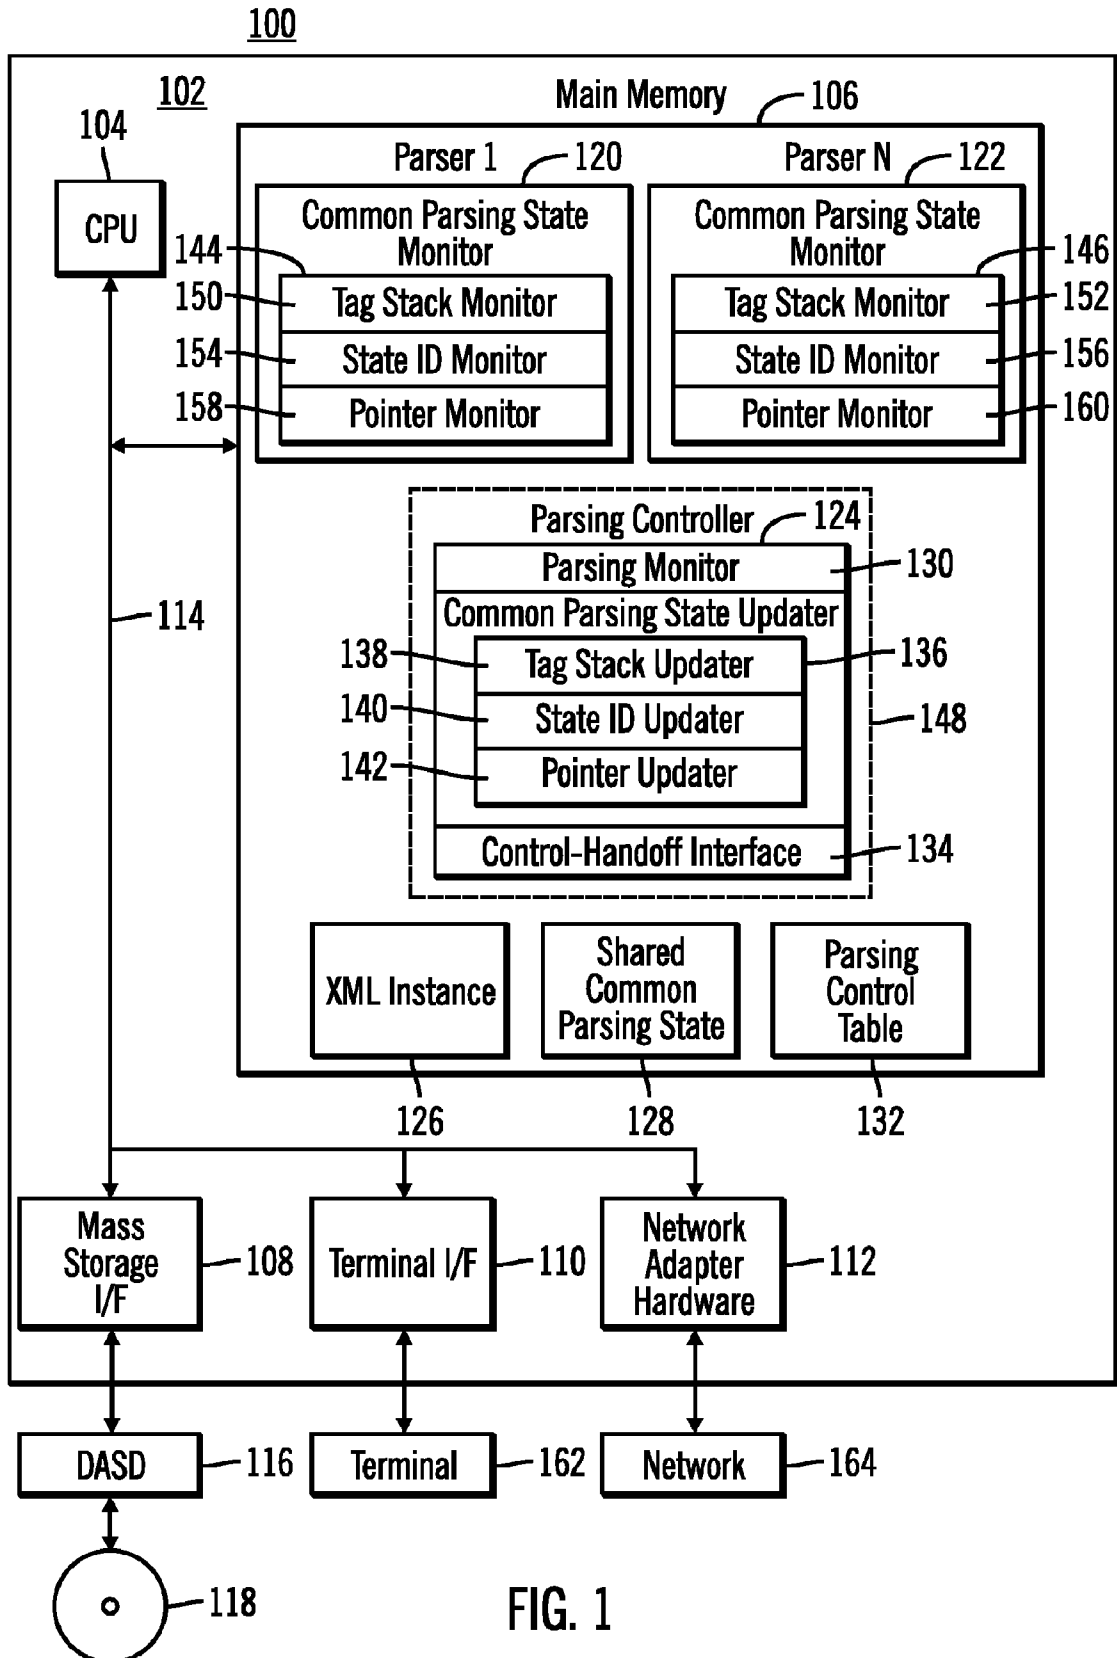 100
102
Main Memory
106
104
CPU
Parser 1
120
Parser N
122
Common Parsing State
Monitor
144
150
Tag Stack Monitor
154
State ID Monitor
158
Pointer Monitor
Common Parsing State
Monitor
146
Tag Stack Monitor
152
State ID Monitor
156
Pointer Monitor
160
114
Parsing Controller
124
Parsing Monitor
130
Common Parsing State Updater
138
Tag Stack Updater
136
140
State ID Updater
148
142
Pointer Updater
Control-Handoff Interface
134
XML Instance
126
Shared
Common
Parsing State
128
Parsing
Control
Table
132
Mass
Storage
I/F
108
Terminal I/F
110
Network
Adapter
Hardware
112
DASD
116
Terminal
162
Network
164
118
FIG. 1